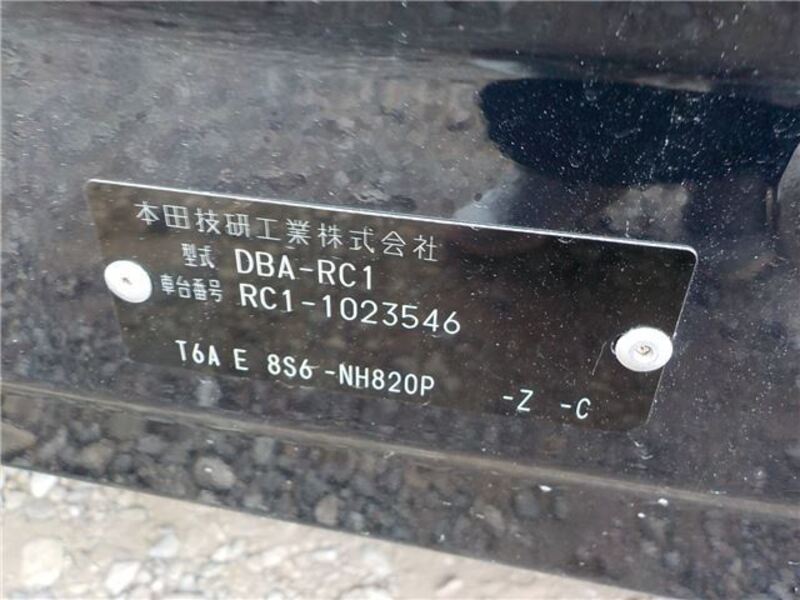 本田技研工業株式会社
型式 DBA-RC1
車台番号 RC1-1023546
T6A E 8S6 -NH820P -Z -C